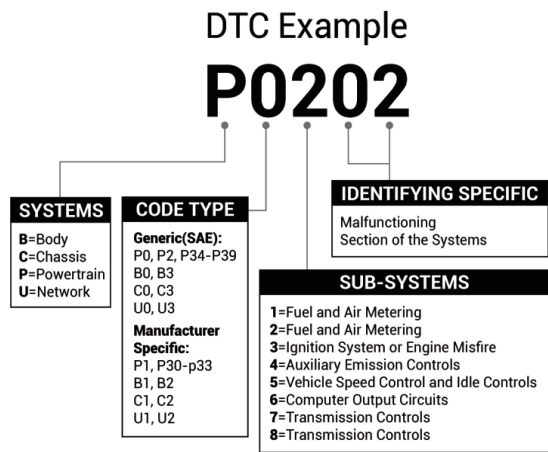 DTC Example
P0202
SYSTEMS
B=Body
C=Chassis
P=Powertrain
U=Network
CODE TYPE
Generic(SAE):
P0, P2, P34-P39
B0, B3
C0, C3
U0, U3
Manufacturer
Specific:
P1, P30-p33
B1, B2
C1, C2
U1, U2
IDENTIFYING SPECIFIC
Malfunctioning
Section of the Systems
SUB-SYSTEMS
1=Fuel and Air Metering
2=Fuel and Air Metering
3=Ignition System or Engine Misfire
4=Auxiliary Emission Controls
5=Vehicle Speed Control and Idle Controls
6=Computer Output Circuits
7=Transmission Controls
8=Transmission Controls